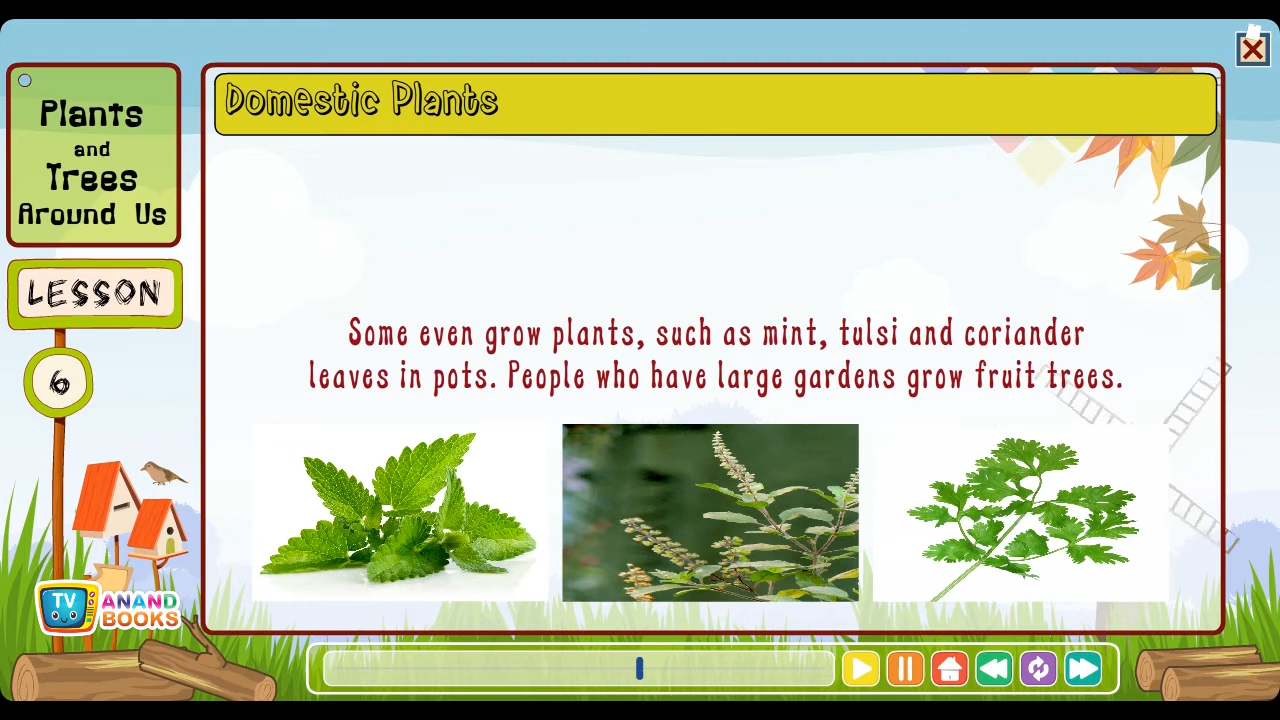 Domestic Plants
Plants
and
Trees
Around Us
LESSON
6
Some even grow plants, such as mint, tulsi and coriander
leaves in pots. People who have large gardens grow fruit trees.
TV
ANAND
BOOKS